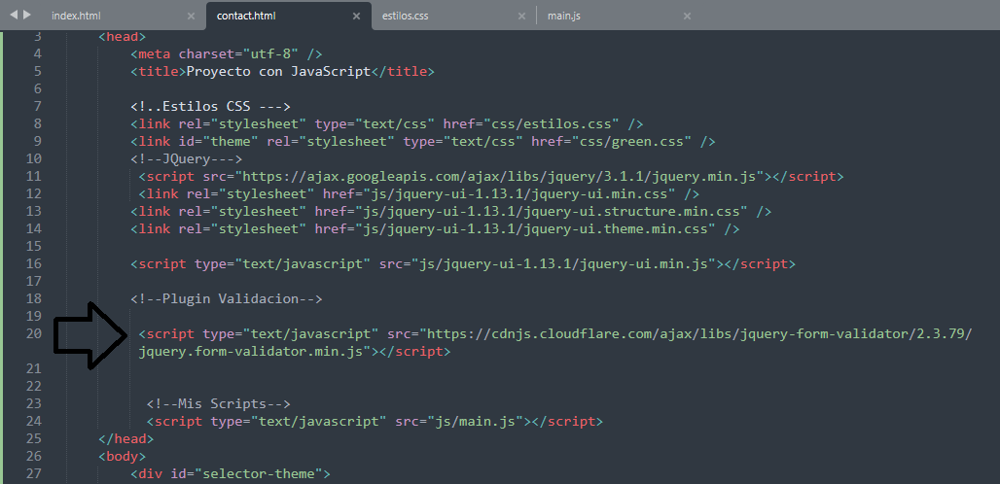 index.html × contact.html × estilos.css × main.js ×
3 <head>
4 <meta charset="utf-8" />
5 <title>Proyecto con JavaScript</title>
6
7 <!..Estilos CSS --->
8 <link rel="stylesheet" type="text/css" href="css/estilos.css" />
9 <link id="theme" rel="stylesheet" type="text/css" href="css/green.css" />
10 <!--JQuery--->
11 <script src="https://ajax.googleapis.com/ajax/libs/jquery/3.1.1/jquery.min.js"></script>
12 <link rel="stylesheet" href="js/jquery-ui-1.13.1/jquery-ui.min.css" />
13 <link rel="stylesheet" href="js/jquery-ui-1.13.1/jquery-ui.structure.min.css" />
14 <link rel="stylesheet" href="js/jquery-ui-1.13.1/jquery-ui.theme.min.css" />
15
16 <script type="text/javascript" src="js/jquery-ui-1.13.1/jquery-ui.min.js"></script>
17
18 <!--Plugin Validacion-->
19
20 <script type="text/javascript" src="https://cdnjs.cloudflare.com/ajax/libs/jquery-form-validator/2.3.79/
jquery.form-validator.min.js"></script>
21
22
23 <!--Mis Scripts-->
24 <script type="text/javascript" src="js/main.js"></script>
25 </head>
26 <body>
27 <div id="selector-theme">